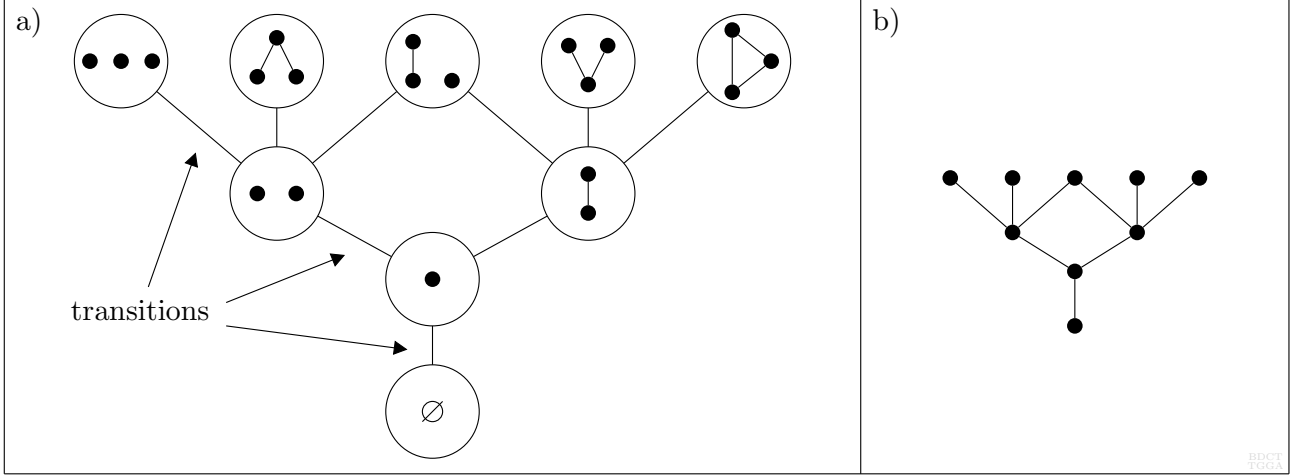 a)
b)
transitions
∅
BDCT
TGGA